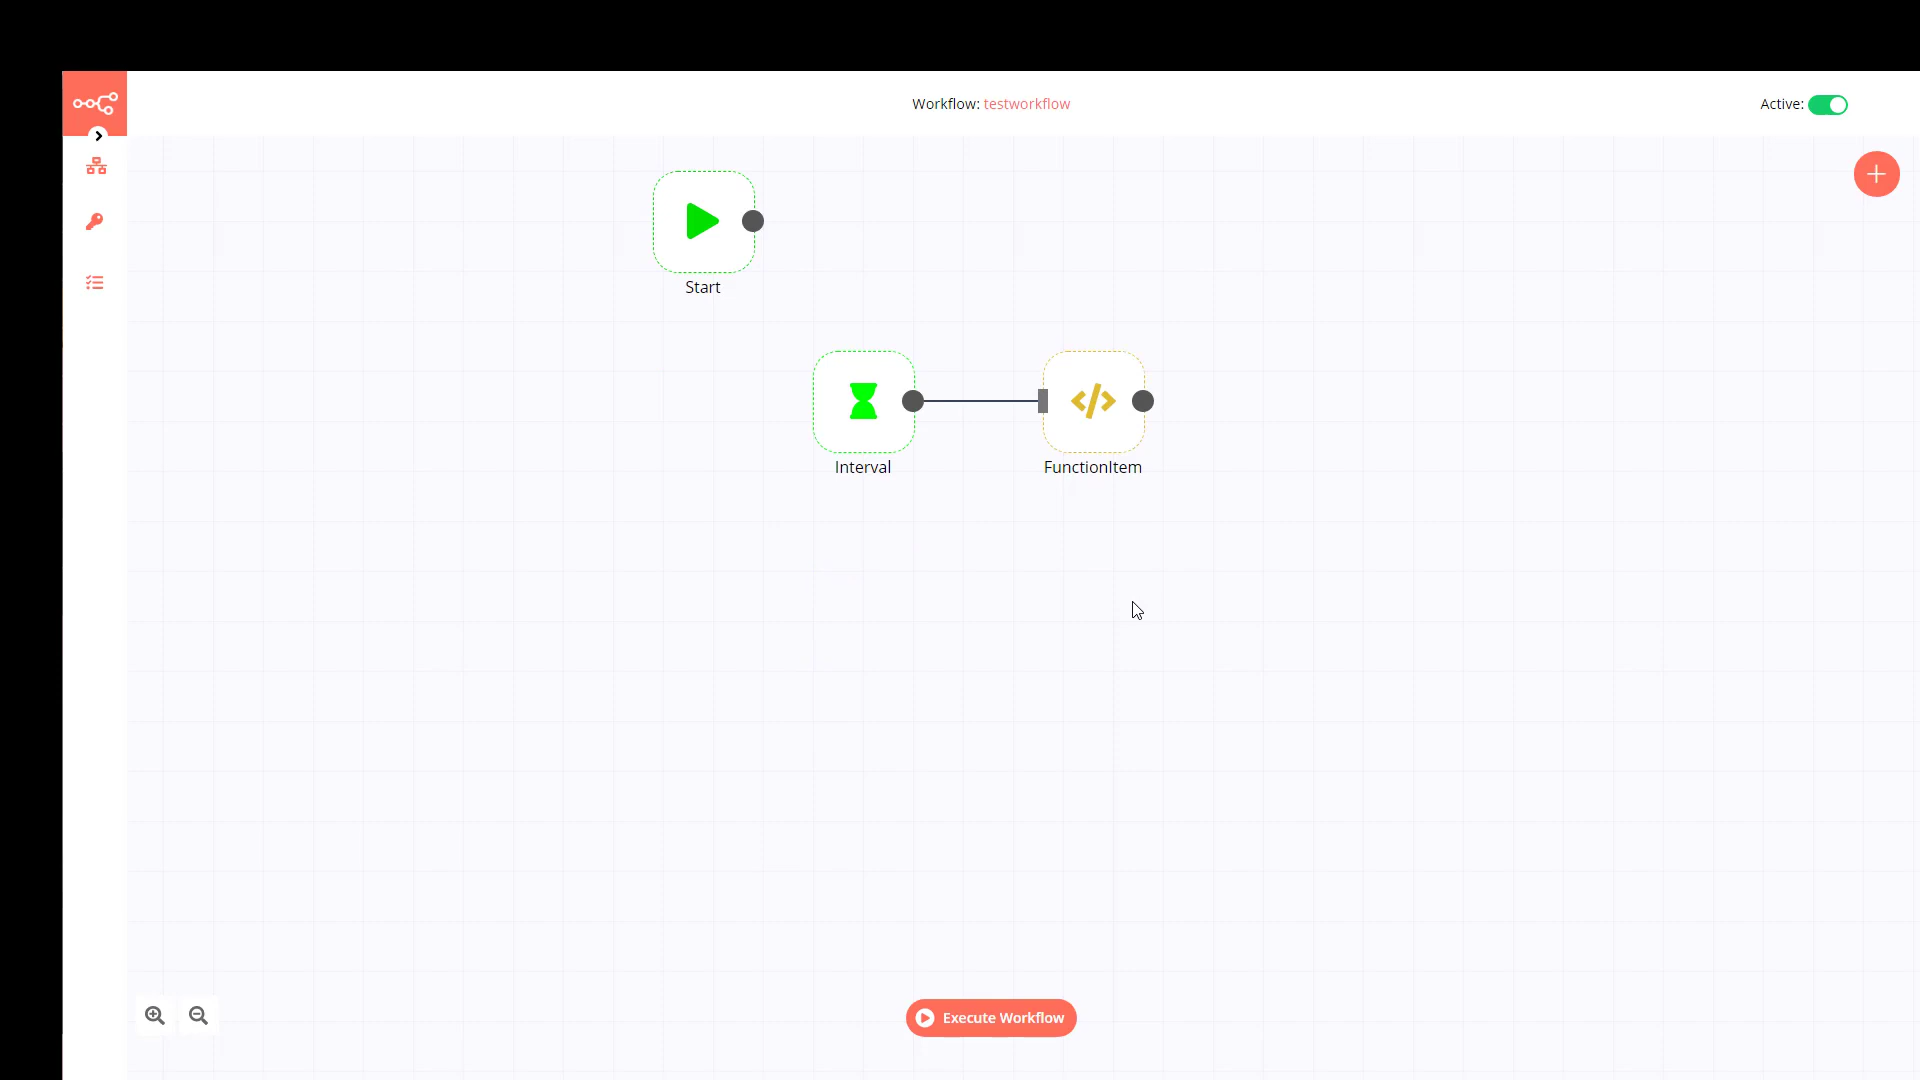 Workflow: testworkflow
Active:
Start
Interval
FunctionItem
Execute Workflow